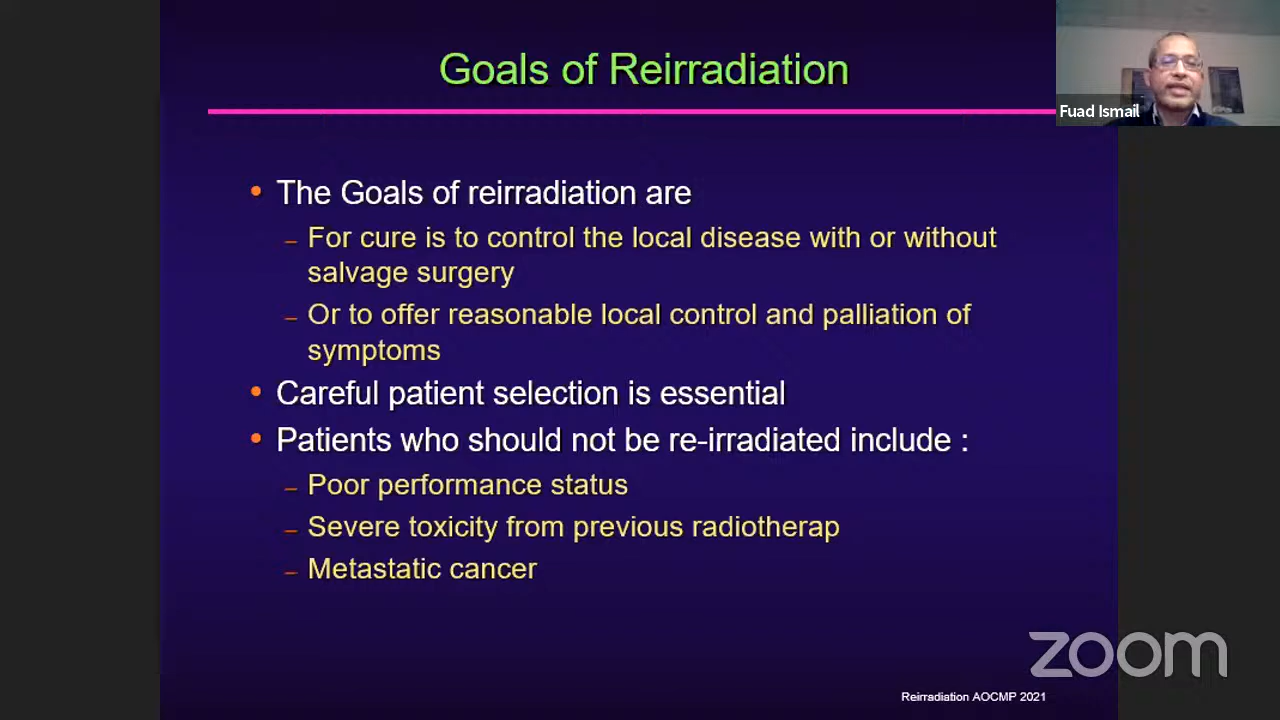 Goals of Reirradiation
Fuad Ismail
• The Goals of reirradiation are
– For cure is to control the local disease with or without
salvage surgery
– Or to offer reasonable local control and palliation of
symptoms
• Careful patient selection is essential
• Patients who should not be re-irradiated include :
– Poor performance status
– Severe toxicity from previous radiotherap
– Metastatic cancer
zoom
Reirradiation AOCMP 2021